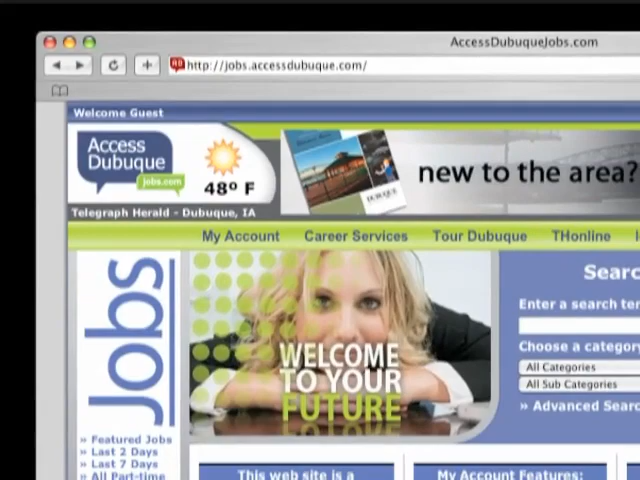 AccessDubuqueJobs.com
http://jobs.accessdubuque.com/
Welcome Guest
Access
Dubuque
jobs.com
48º F
new to the area?
Telegraph Herald - Dubuque, IA
My Account Career Services Tour Dubuque THonline
Jobs
WELCOME
TO YOUR
FUTURE
Searc
Enter a search ter
Choose a category
All Categories
All Sub Categories
» Advanced Sear
» Featured Jobs
» Last 2 Days
» Last 7 Days
» All Part-time
This web site is a
My Account Features: